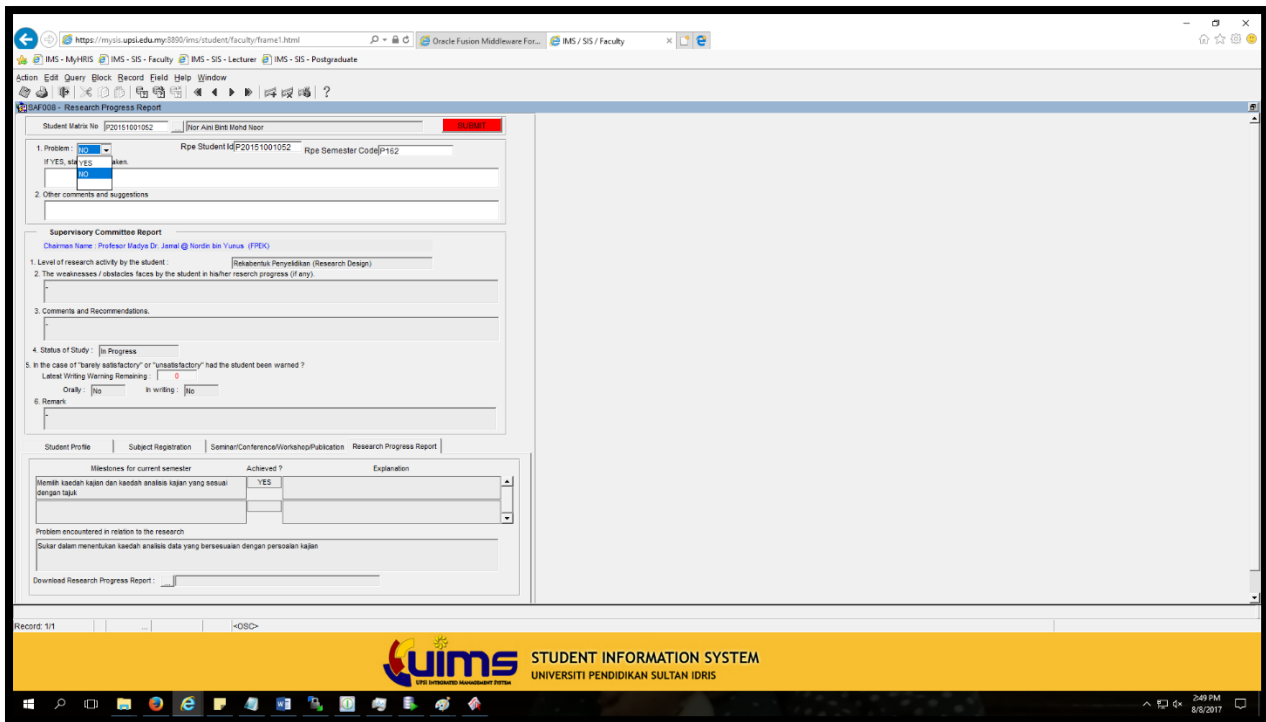 https://mysis.upsi.edu.my:8890/ims/student/faculty/frame1.html
Oracle Fusion Middleware For...
IMS / SIS / Faculty
IMS - MyHRIS IMS - SIS - Faculty IMS - SIS - Lecturer IMS - SIS - Postgraduate
Action Edit Query Block Record Field Help Window
SAF008 - Research Progress Report
Student Matrix No P20151001052 ... Nor Aini Binti Mohd Noor SUBMIT
1. Problem : NO Rpe Student Id P20151001052 Rpe Semester Code P162
If YES, sta aken.
YES
NO
2. Other comments and suggestions
Supervisory Committee Report
Chairman Name : Profesor Madya Dr. Jamal @ Nordin bin Yunus (FPEK)
1. Level of research activity by the student : Rekabentuk Penyelidikan (Research Design)
2. The weaknesses / obstacles faces by the student in his/her reserch progress (if any).
-
3. Comments and Recommendations.
-
4. Status of Study : In Progress
5. In the case of "barely satisfactory" or "unsatisfactory" had the student been warned ?
Latest Writing Warning Remaining : 0
Orally : No In writing : No
6. Remark
-
Student Profile Subject Registration Seminar/Conference/Workshop/Publication Research Progress Report
Milestones for current semester Achieved ? Explanation
Memilih kaedah kajian dan kaedah analisis kajian yang sesuai YES
dengan tajuk
Problem encountered in relation to the research
Sukar dalam menentukan kaedah analisis data yang bersesuaian dengan persoalan kajian
Download Research Progress Report : ...
Record: 1/1 ... <OSC>
uims
UPSI INTEGRATED MANAGEMENT SYSTEM
STUDENT INFORMATION SYSTEM
UNIVERSITI PENDIDIKAN SULTAN IDRIS
2:49 PM
8/8/2017